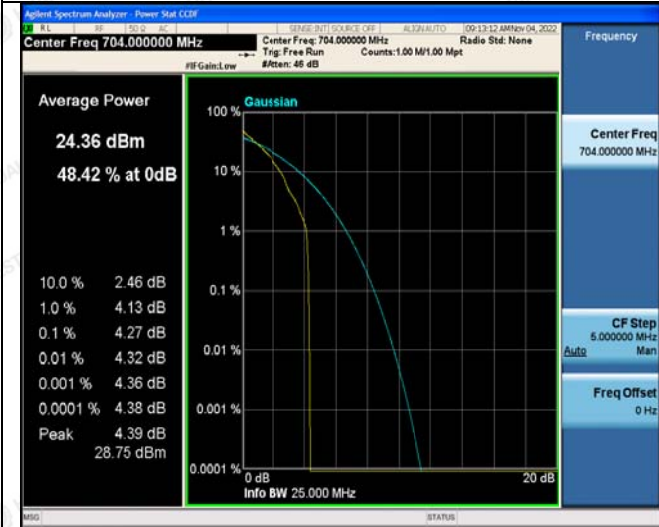 Agilent Spectrum Analyzer - Power Stat CCDF
RL RF 50 Ω AC SENSE:INT SOURCE OFF ALIGNAUTO 09:13:12 AM Nov 04, 2022
Center Freq 704.000000 MHz
Center Freq: 704.000000 MHz Radio Std: None
Trig: Free Run Counts:1.00 M/1.00 Mpt
#IFGain:Low #Atten: 46 dB
Frequency
Average Power
24.36 dBm
48.42 % at 0dB
10.0 % 2.46 dB
1.0 % 4.13 dB
0.1 % 4.27 dB
0.01 % 4.32 dB
0.001 % 4.36 dB
0.0001 % 4.38 dB
Peak 4.39 dB
28.75 dBm
Gaussian
100 %
10 %
1 %
0.1 %
0.01 %
0.001 %
0.0001 %
0 dB 20 dB
Info BW 25.000 MHz
Center Freq
704.000000 MHz
CF Step
5.000000 MHz
Auto Man
Freq Offset
0 Hz
MSG STATUS